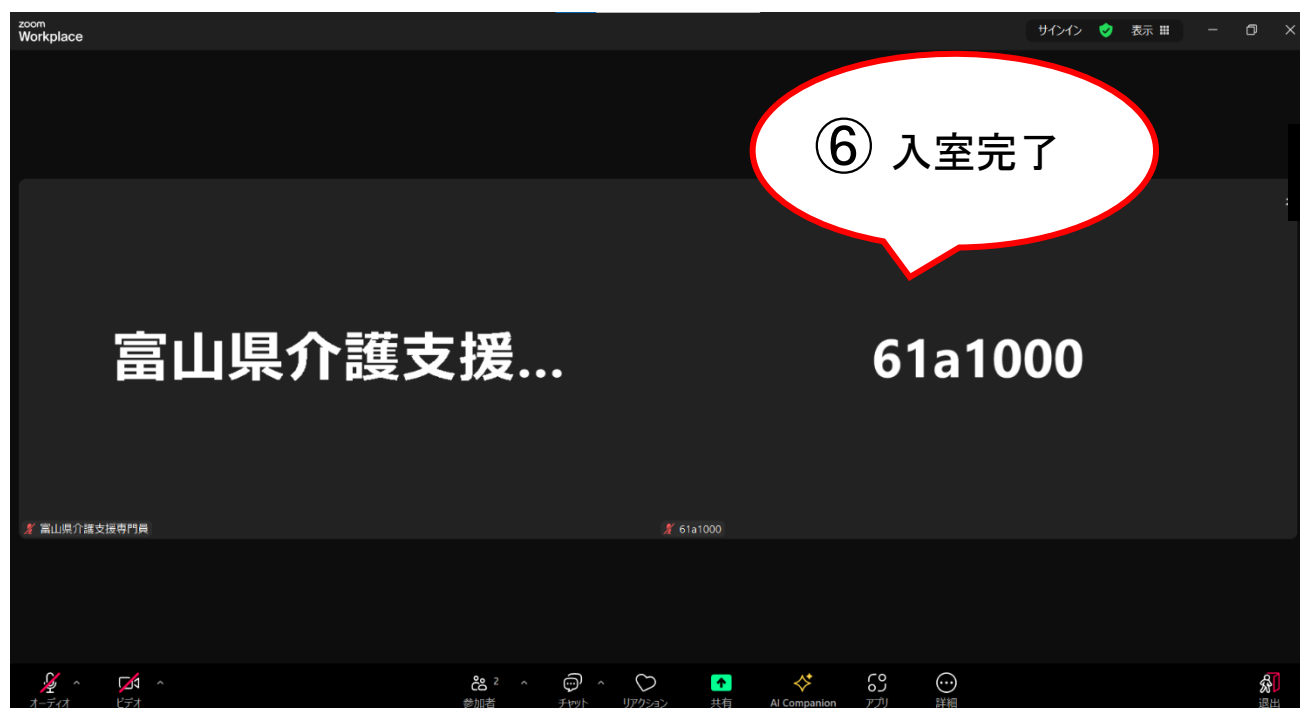 zoom
Workplace
サインイン
表示
⑥ 入室完了
富山県介護支援...
61a1000
富山県介護支援専門員
61a1000
オーディオ
ビデオ
2
参加者
チャット
リアクション
共有
AI Companion
アプリ
詳細
退出